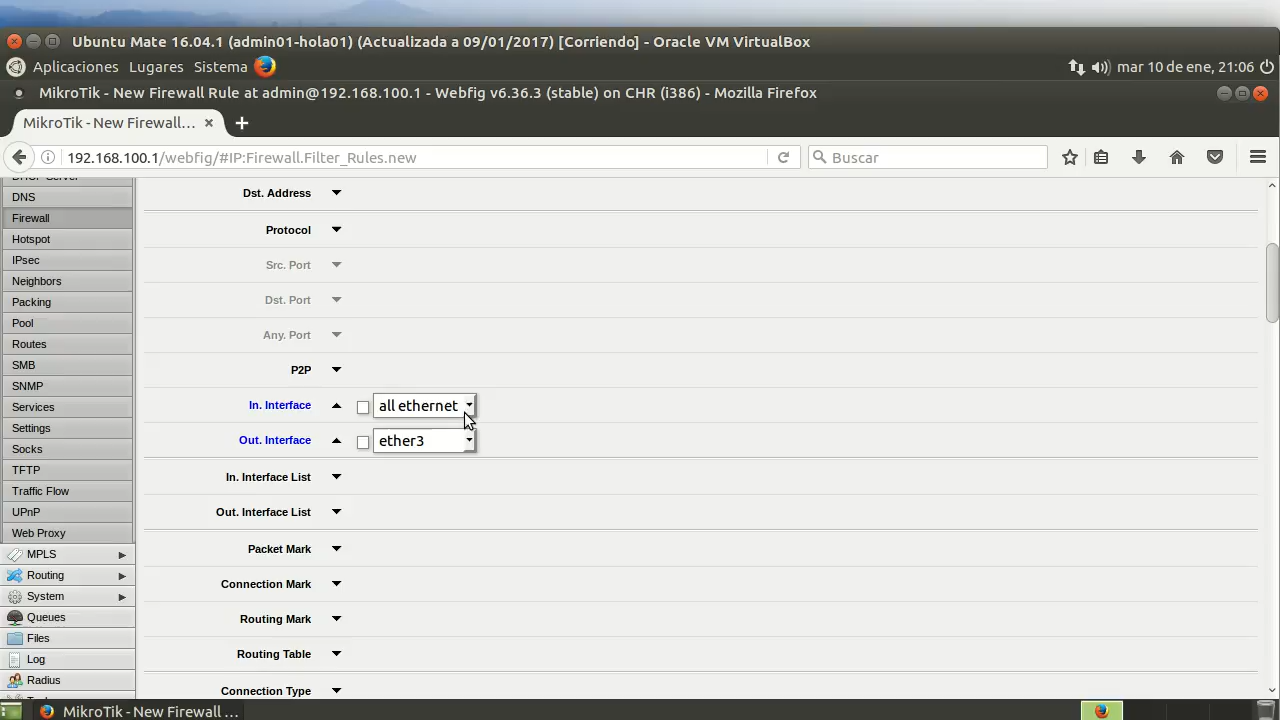 Ubuntu Mate 16.04.1 (admin01-hola01) (Actualizada a 09/01/2017) [Corriendo] - Oracle VM VirtualBox
Aplicaciones Lugares Sistema
mar 10 de ene, 21:06
MikroTik - New Firewall Rule at admin@192.168.100.1 - Webfig v6.36.3 (stable) on CHR (i386) - Mozilla Firefox
MikroTik - New Firewall... × +
192.168.100.1/webfig/#IP:Firewall.Filter_Rules.new
Buscar
DHCP Server
DNS
Firewall
Hotspot
IPsec
Neighbors
Packing
Pool
Routes
SMB
SNMP
Services
Settings
Socks
TFTP
Traffic Flow
UPnP
Web Proxy
MPLS
Routing
System
Queues
Files
Log
Radius
Dst. Address
Protocol
Src. Port
Dst. Port
Any. Port
P2P
In. Interface all ethernet
Out. Interface ether3
In. Interface List
Out. Interface List
Packet Mark
Connection Mark
Routing Mark
Routing Table
Connection Type
MikroTik - New Firewall ...